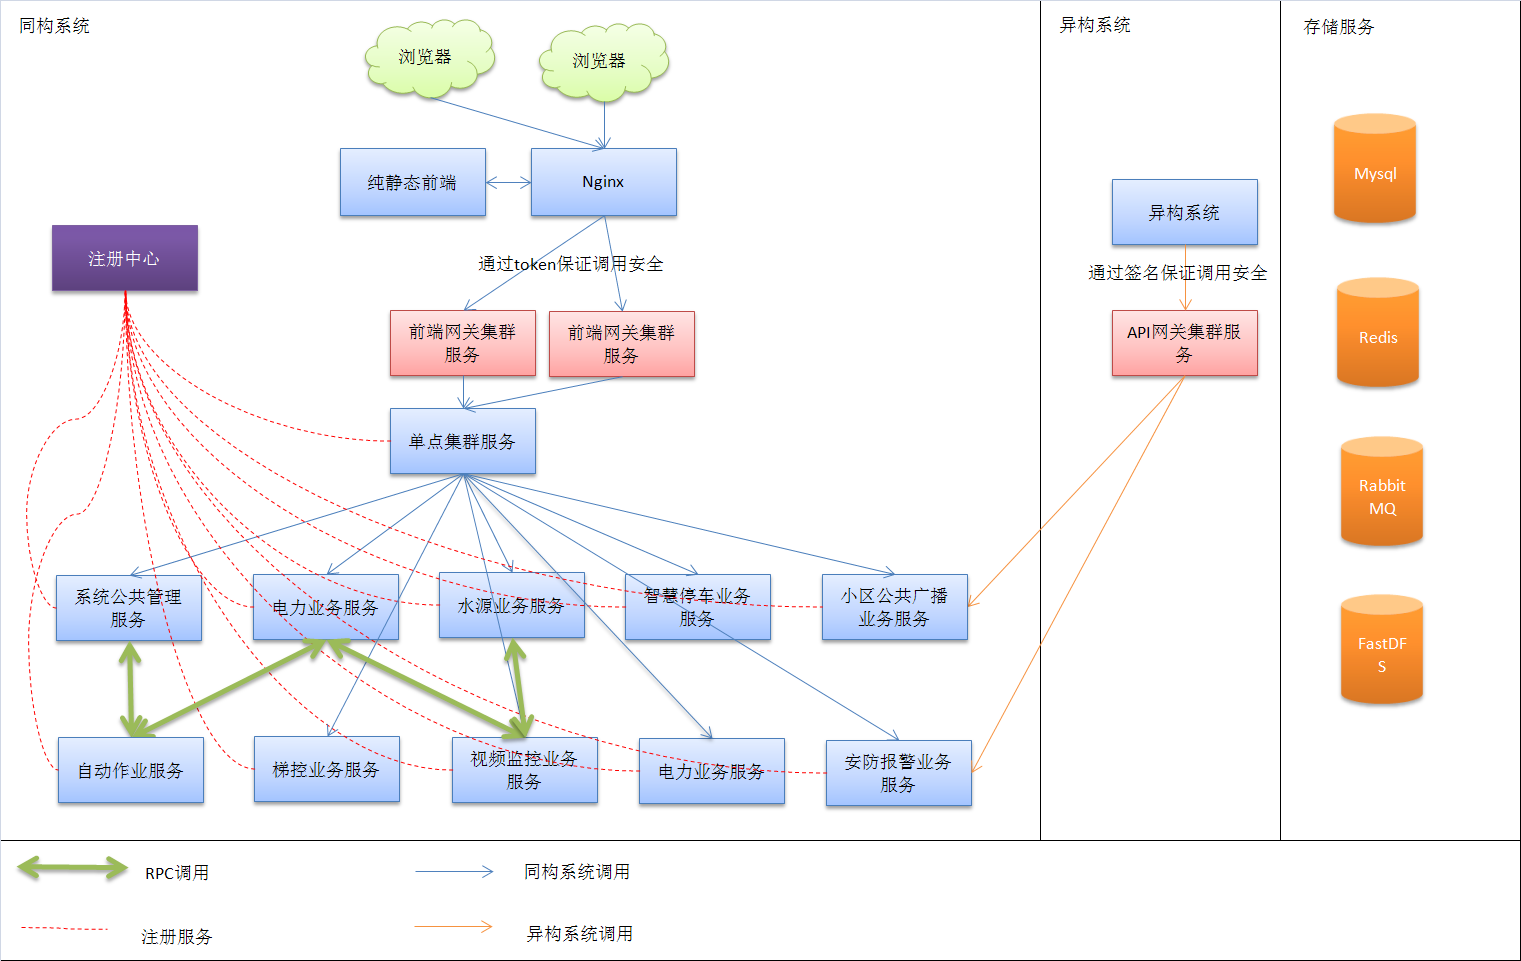 同构系统
异构系统
存储服务
浏览器
浏览器
纯静态前端
Nginx
Mysql
异构系统
注册中心
通过token保证调用安全
通过签名保证调用安全
前端网关集群
服务
前端网关集群
服务
API网关集群服
务
Redis
单点集群服务
Rabbit
MQ
系统公共管理
服务
电力业务服务
水源业务服务
智慧停车业务
服务
小区公共广播
业务服务
FastDF
S
自动作业服务
梯控业务服务
视频监控业务
服务
电力业务服务
安防报警业务
服务
RPC调用
同构系统调用
注册服务
异构系统调用